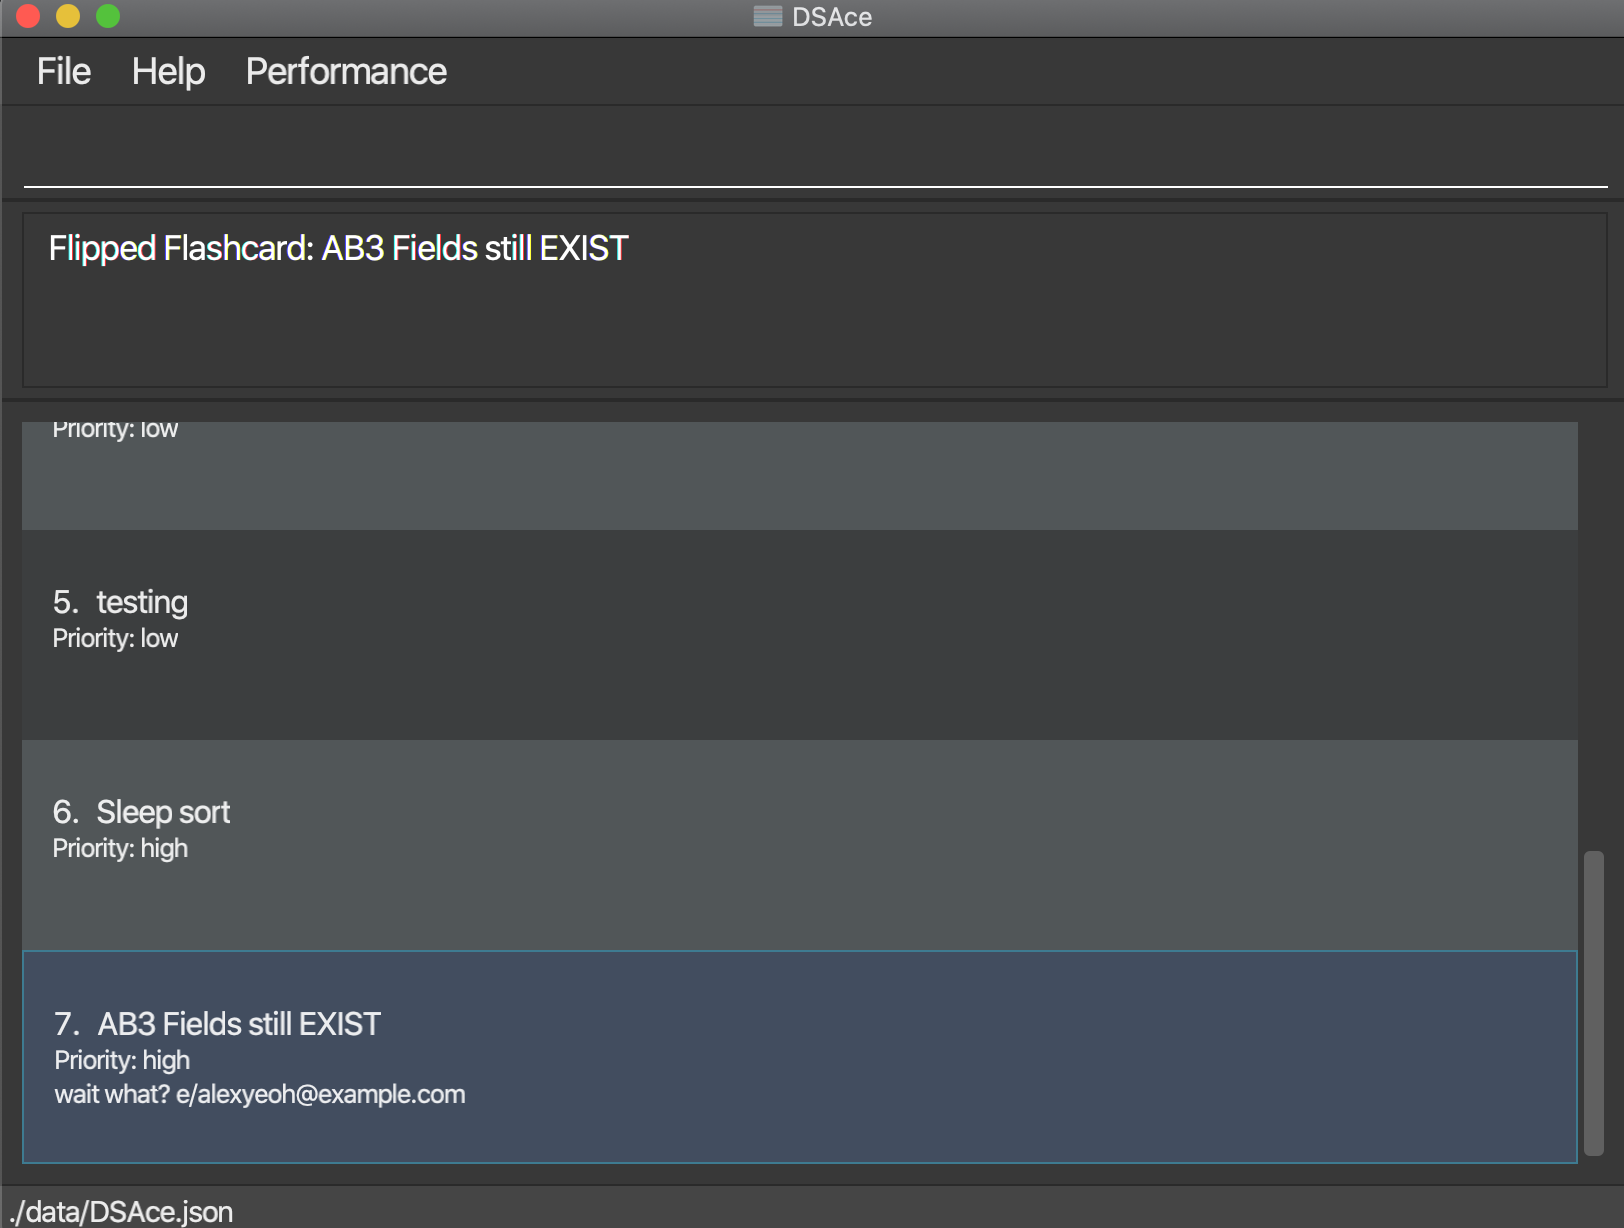 DSAce
File Help Performance
Flipped Flashcard: AB3 Fields still EXIST
Priority: low
5. testing
Priority: low
6. Sleep sort
Priority: high
7. AB3 Fields still EXIST
Priority: high
wait what? e/alexyeoh@example.com
./data/DSAce.json